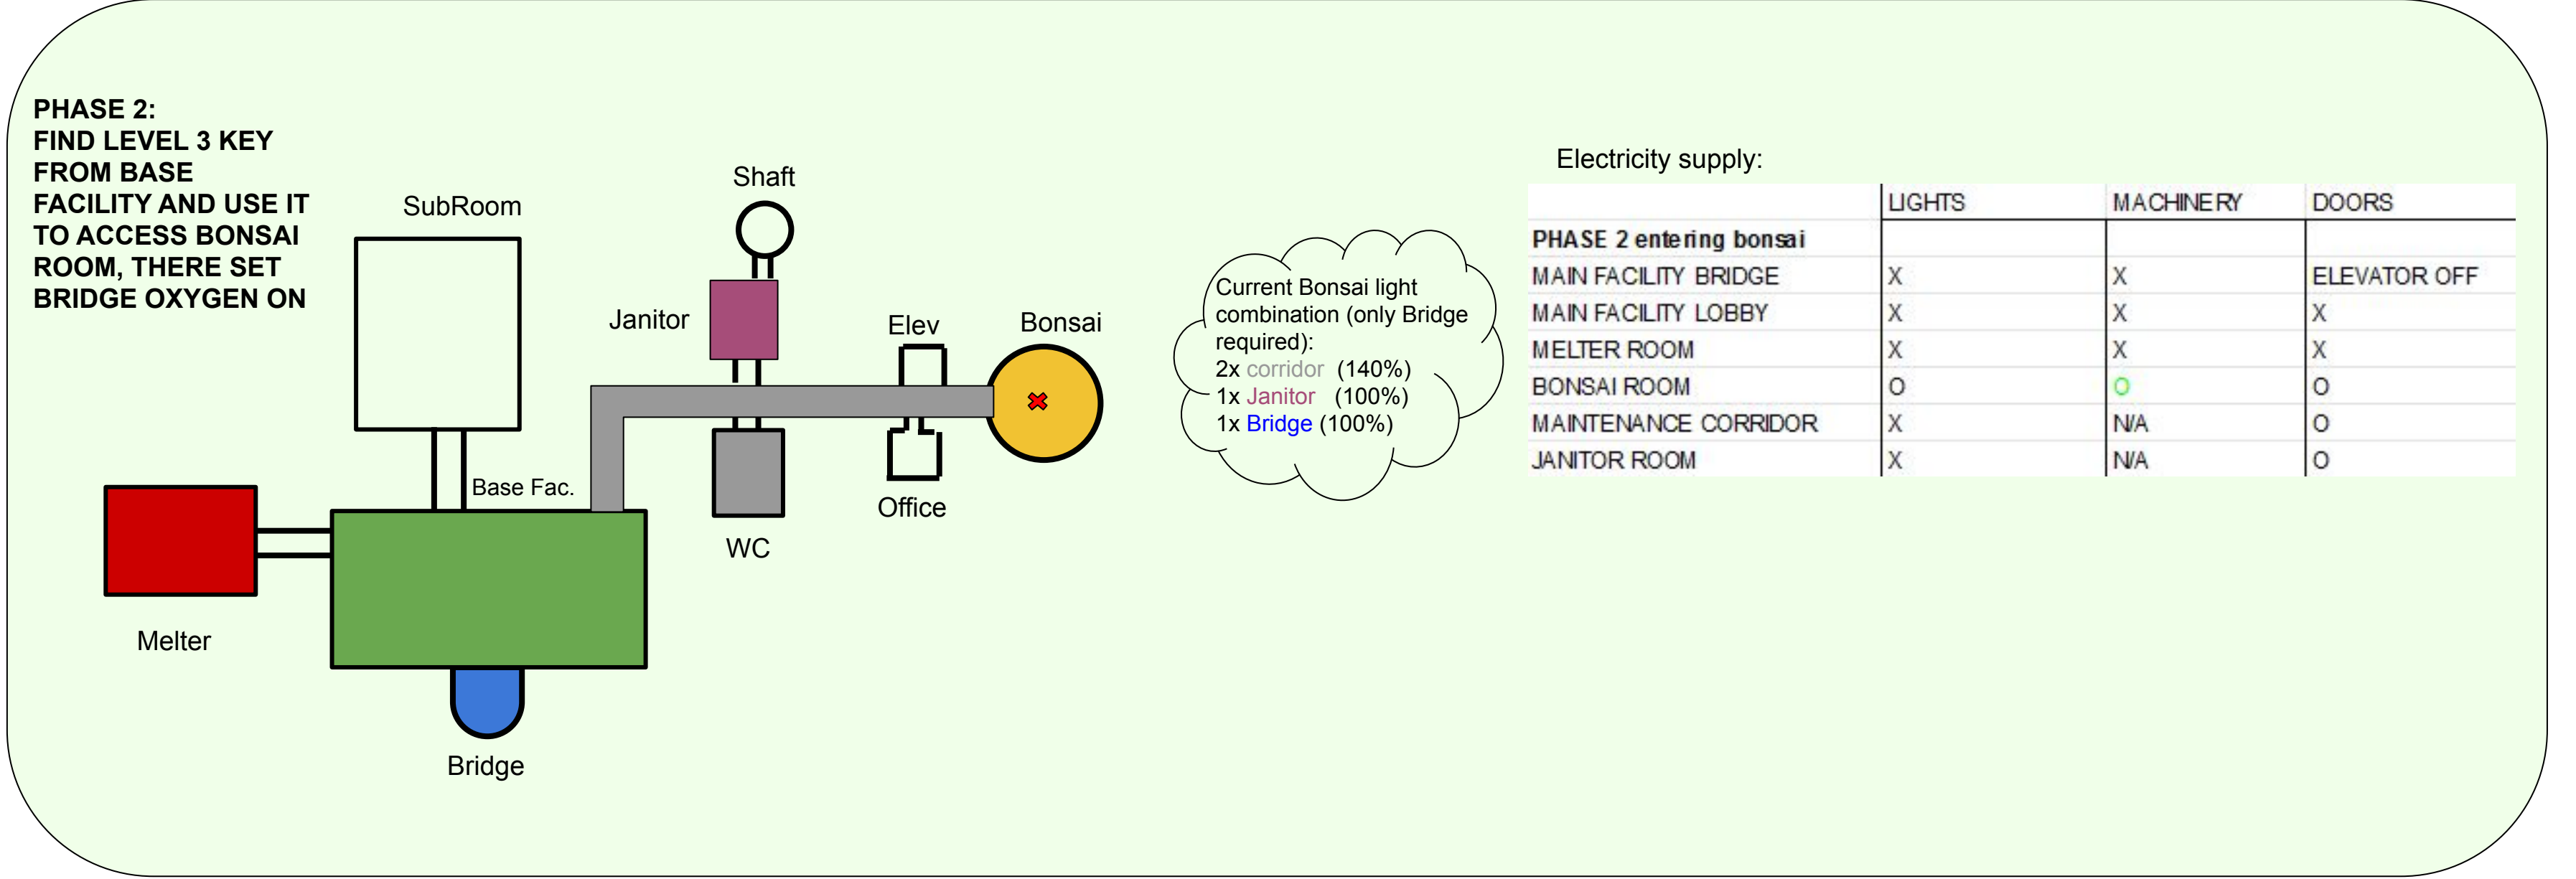 PHASE 2:
FIND LEVEL 3 KEY
FROM BASE
FACILITY AND USE IT
TO ACCESS BONSAI
ROOM, THERE SET
BRIDGE OXYGEN ON
SubRoom
Shaft
Janitor
Elev
Bonsai
Base Fac.
Office
WC
Melter
Bridge
Current Bonsai light
combination (only Bridge
required):
2x corridor (140%)
1x Janitor (100%)
1x Bridge (100%)
Electricity supply:
LIGHTS MACHINERY DOORS
PHASE 2 entering bonsai
MAIN FACILITY BRIDGE X X ELEVATOR OFF
MAIN FACILITY LOBBY X X X
MELTER ROOM X X X
BONSAI ROOM O O O
MAINTENANCE CORRIDOR X N/A O
JANITOR ROOM X N/A O